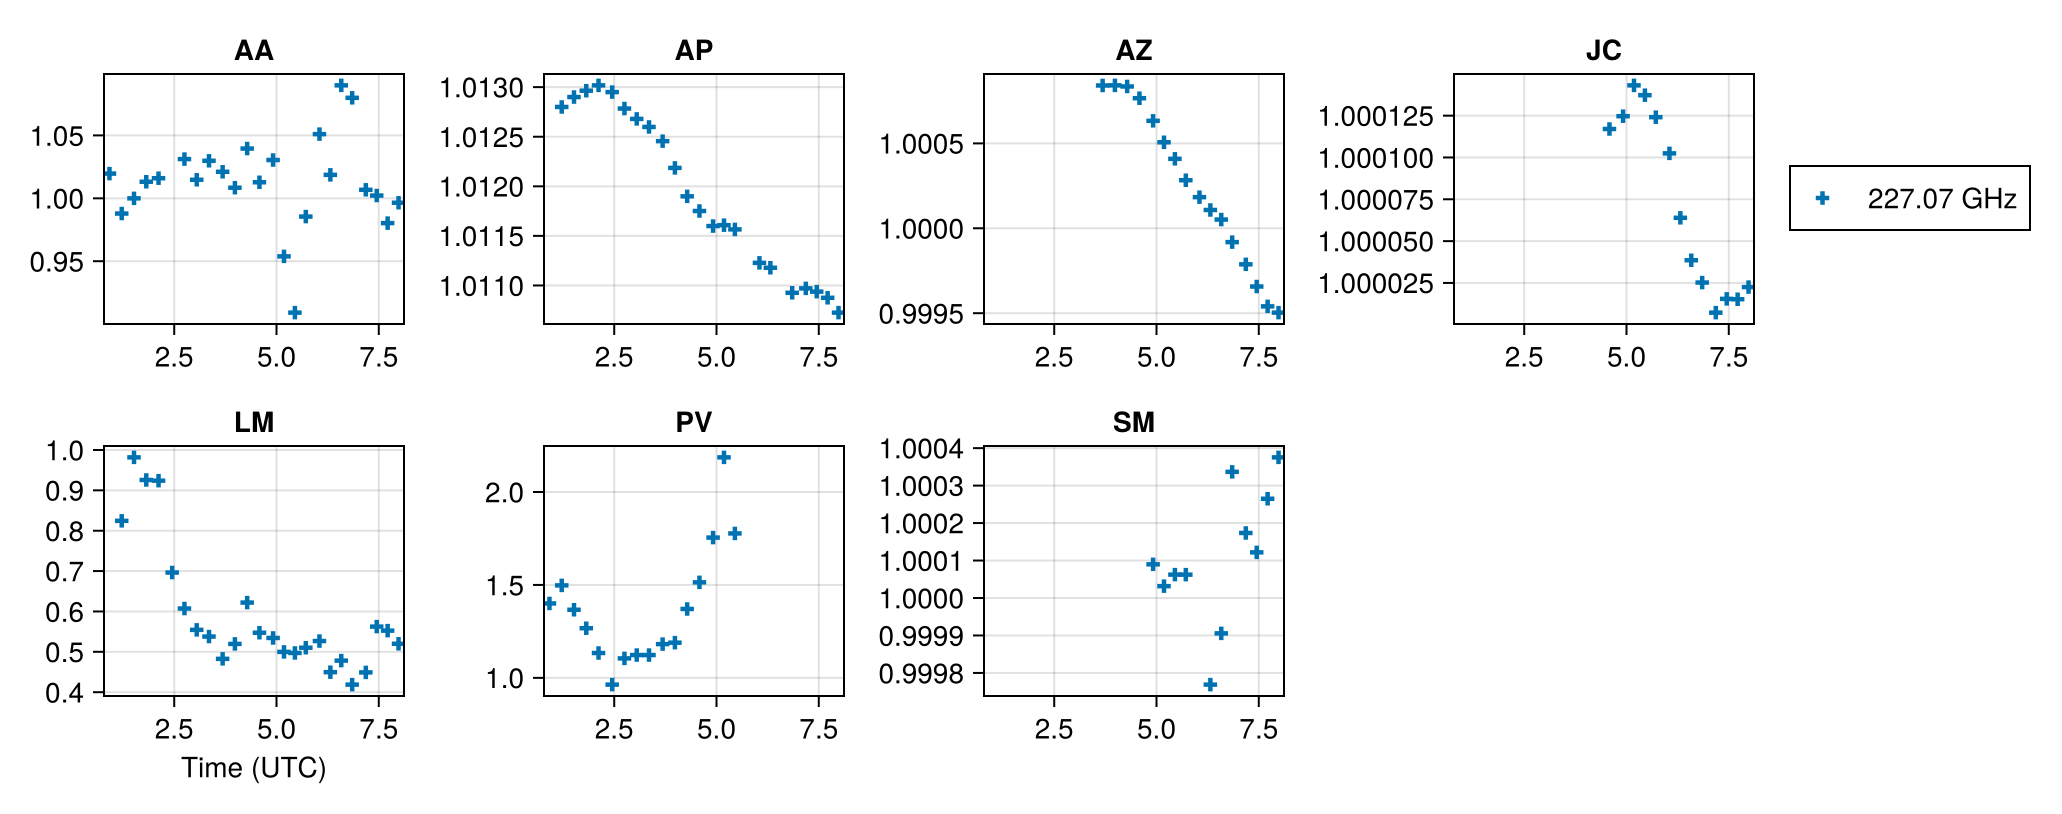 AA
1.05
1.00
0.95
2.5 5.0 7.5
AP
1.0130
1.0125
1.0120
1.0115
1.0110
2.5 5.0 7.5
AZ
1.0005
1.0000
0.9995
2.5 5.0 7.5
JC
1.000125
1.000100
1.000075
1.000050
1.000025
2.5 5.0 7.5
227.07 GHz
LM
1.0
0.9
0.8
0.7
0.6
0.5
0.4
2.5 5.0 7.5
Time (UTC)
PV
2.0
1.5
1.0
2.5 5.0 7.5
SM
1.0004
1.0003
1.0002
1.0001
1.0000
0.9999
0.9998
2.5 5.0 7.5